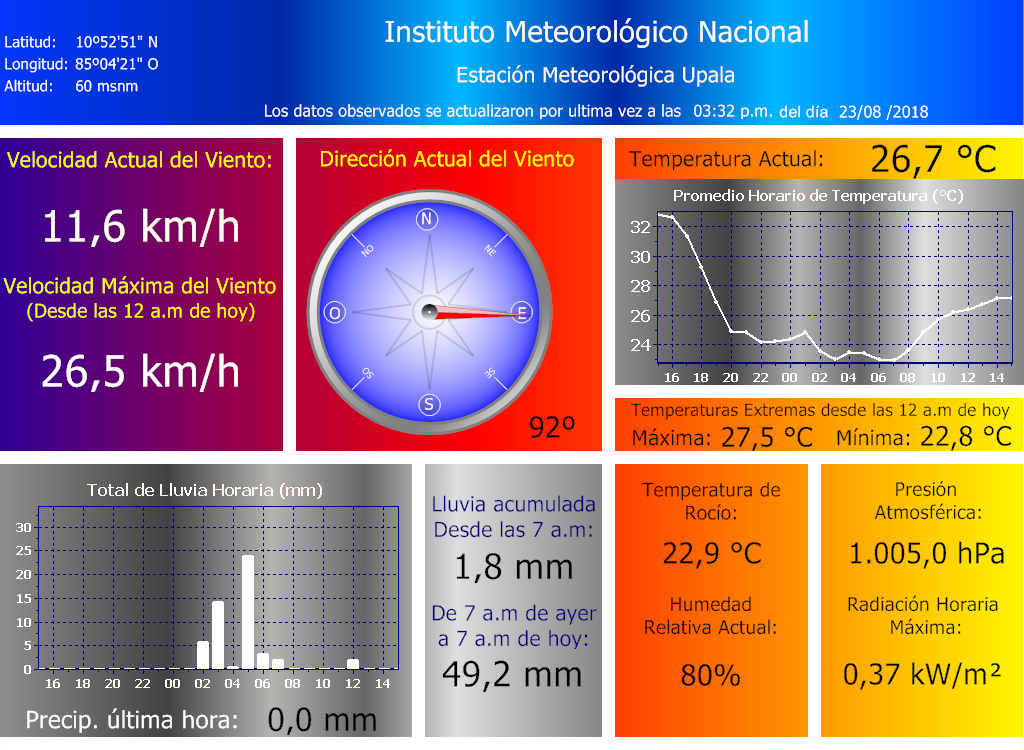 Instituto Meteorológico Nacional
Latitud: 10º52'51" N
Longitud: 85º04'21" O
Altitud: 60 msnm
Estación Meteorológica Upala
Los datos observados se actualizaron por ultima vez a las 03:32 p.m. del día 23/08 /2018
Velocidad Actual del Viento:
11,6 km/h
Velocidad Máxima del Viento
(Desde las 12 a.m de hoy)
26,5 km/h
Dirección Actual del Viento
N
NO
NE
O
E
SO
SE
S
92º
Temperatura Actual: 26,7 °C
Promedio Horario de Temperatura (°C)
32
30
28
26
24
16 18 20 22 00 02 04 06 08 10 12 14
Temperaturas Extremas desde las 12 a.m de hoy
Máxima: 27,5 °C Mínima: 22,8 °C
Total de Lluvia Horaria (mm)
30
25
20
15
10
5
0
16 18 20 22 00 02 04 06 08 10 12 14
Precip. última hora: 0,0 mm
Lluvia acumulada
Desde las 7 a.m:
1,8 mm
De 7 a.m de ayer
a 7 a.m de hoy:
49,2 mm
Temperatura de
Rocío:
22,9 °C
Humedad
Relativa Actual:
80%
Presión
Atmosférica:
1.005,0 hPa
Radiación Horaria
Máxima:
0,37 kW/m²